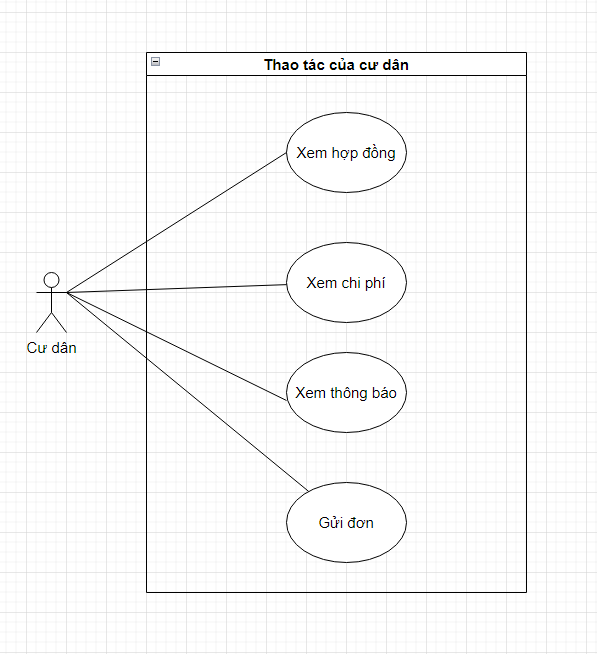 Thao tác của cư dân
Xem hợp đồng
Xem chi phí
Cư dân
Xem thông báo
Gửi đơn